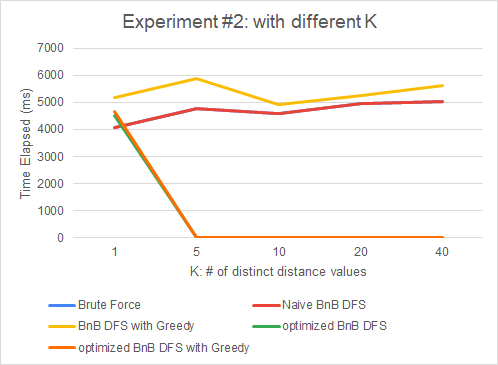 Experiment #2: with different K
7000
6000
5000
4000
3000
2000
1000
0
Time Elapsed (ms)
1 5 10 20 40
K: # of distinct distance values
Brute Force Naive BnB DFS
BnB DFS with Greedy optimized BnB DFS
optimized BnB DFS with Greedy